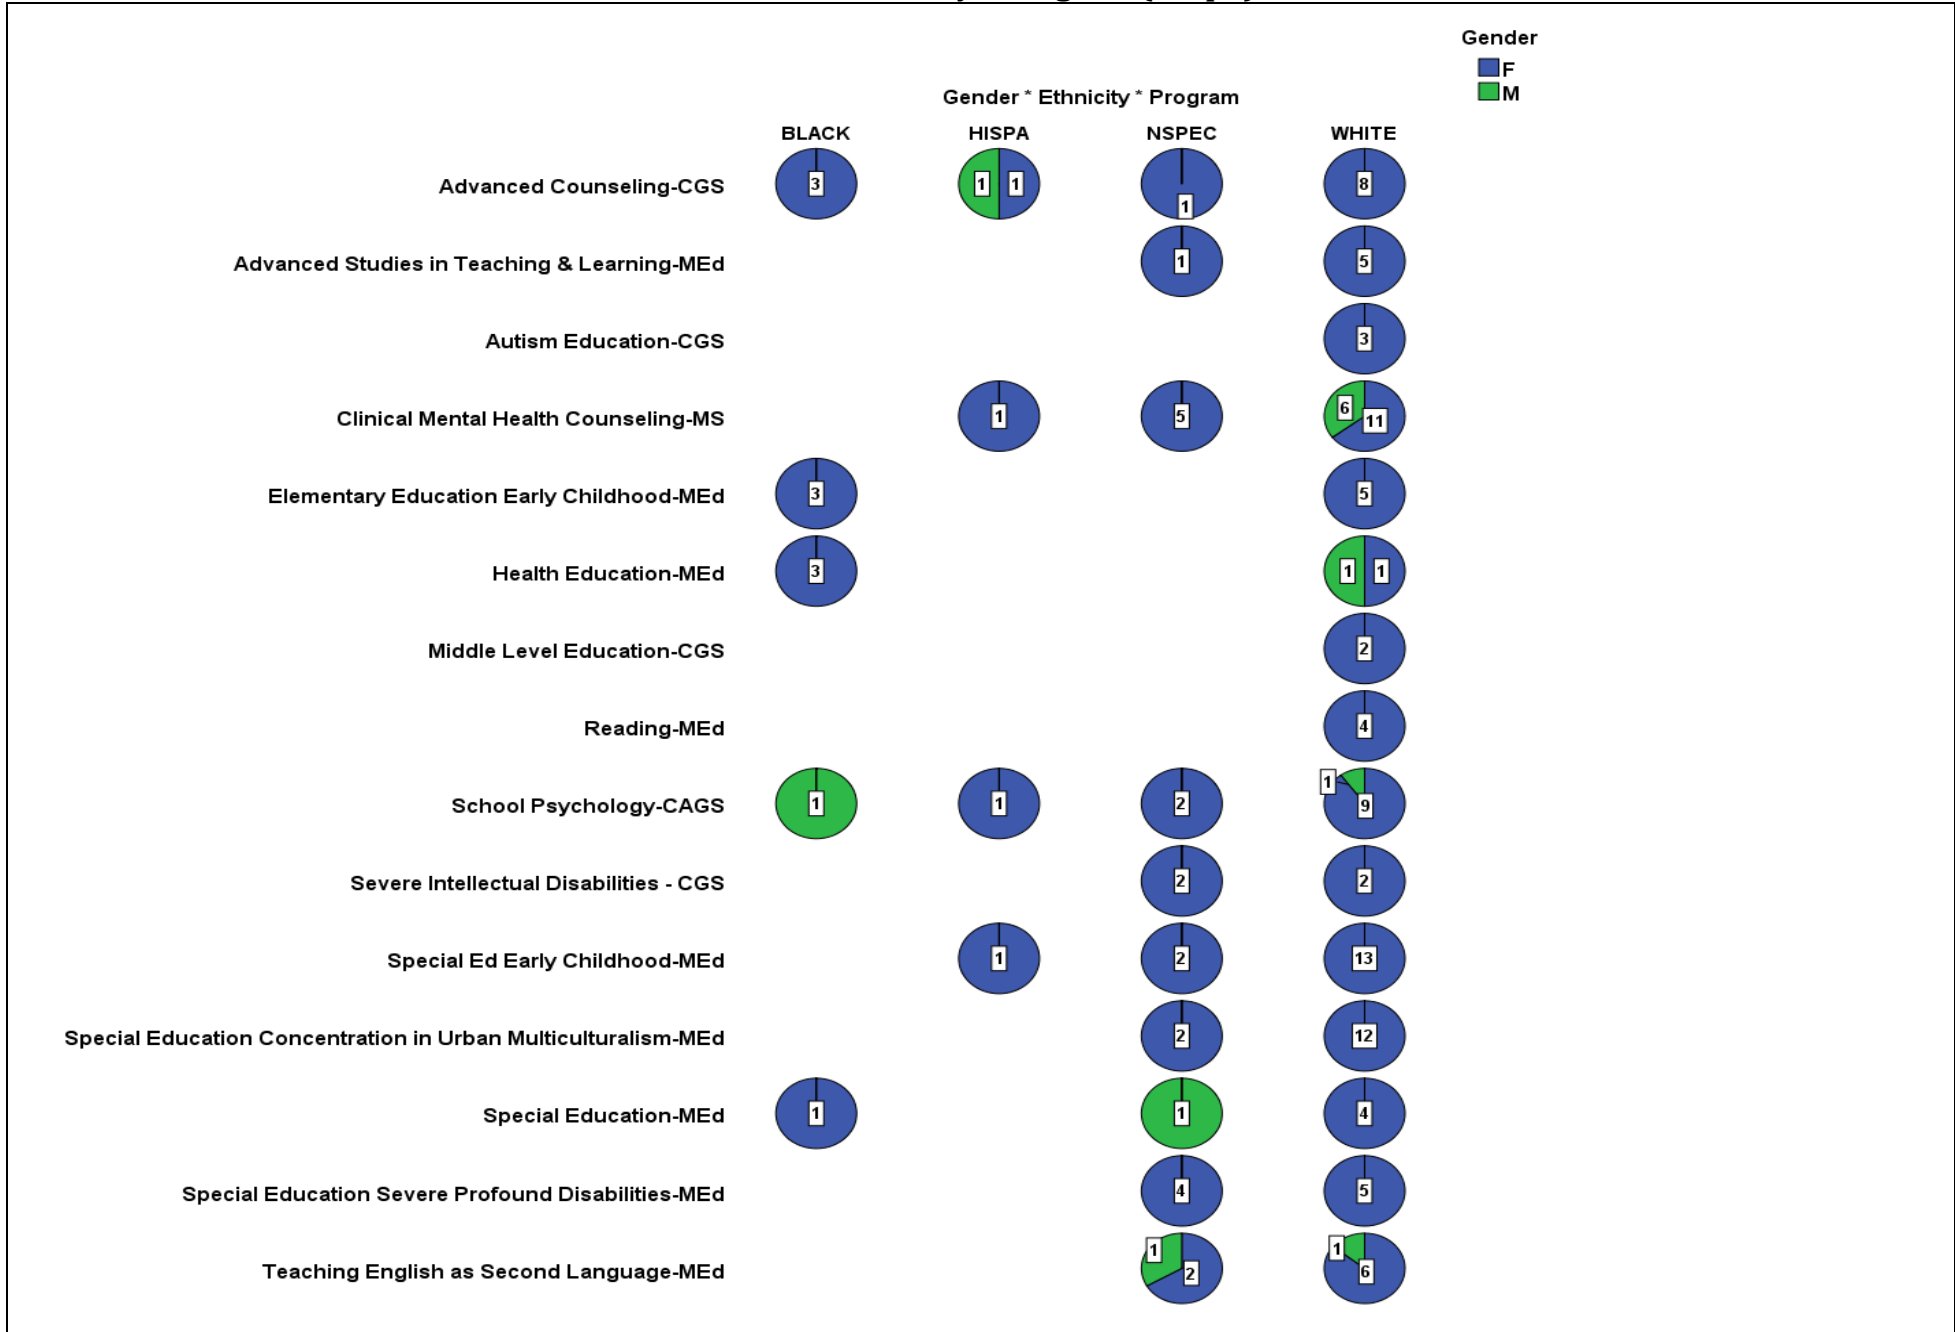 Gender
F
M
Gender * Ethnicity * Program
BLACK HISPA NSPEC WHITE
Advanced Counseling-CGS 3 1 1 1 8
Advanced Studies in Teaching & Learning-MEd 1 5
Autism Education-CGS 3
Clinical Mental Health Counseling-MS 1 5 6 11
Elementary Education Early Childhood-MEd 3 5
Health Education-MEd 3 1 1
Middle Level Education-CGS 2
Reading-MEd 4
School Psychology-CAGS 1 1 2 1 9
Severe Intellectual Disabilities - CGS 2 2
Special Ed Early Childhood-MEd 1 2 13
Special Education Concentration in Urban Multiculturalism-MEd 2 12
Special Education-MEd 1 1 4
Special Education Severe Profound Disabilities-MEd 4 5
Teaching English as Second Language-MEd 1 2 1 6